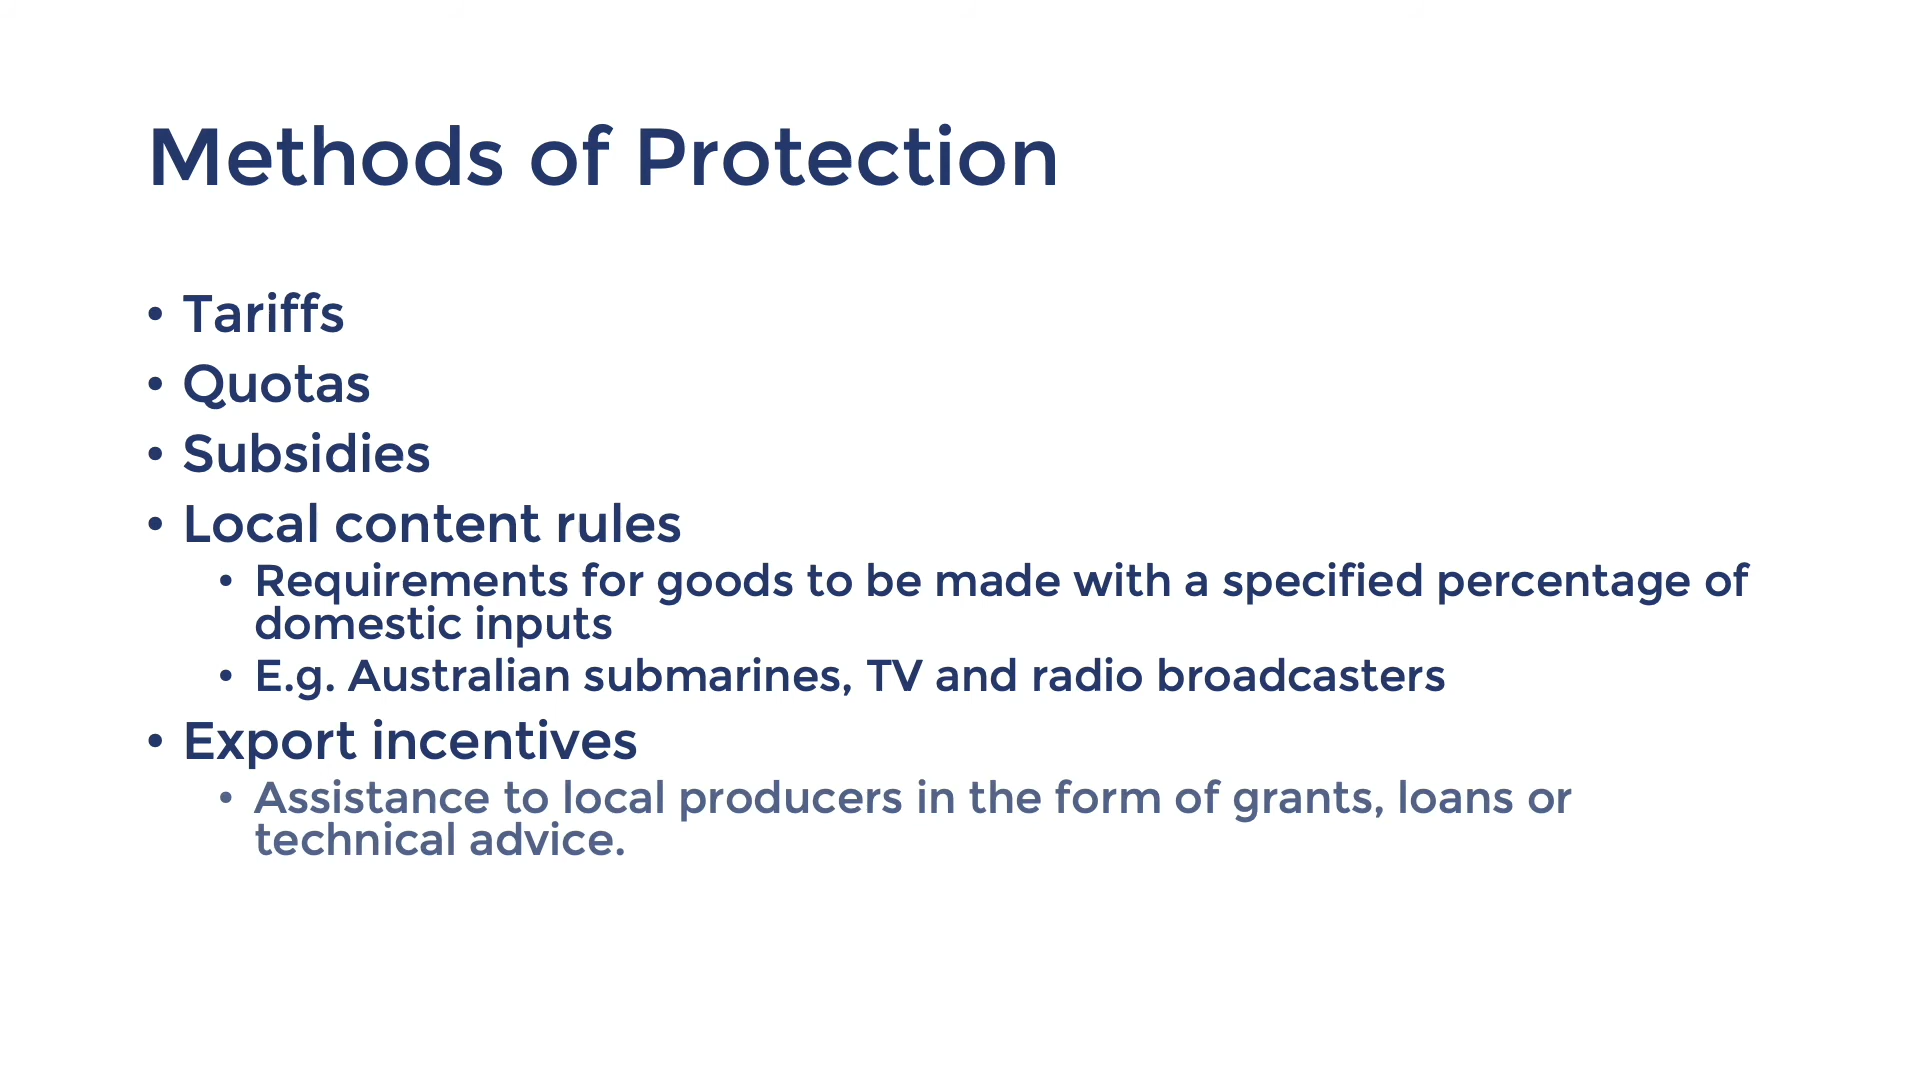 Methods of Protection
• Tariffs
• Quotas
• Subsidies
• Local content rules
• Requirements for goods to be made with a specified percentage of
domestic inputs
• E.g. Australian submarines, TV and radio broadcasters
• Export incentives
• Assistance to local producers in the form of grants, loans or
technical advice.